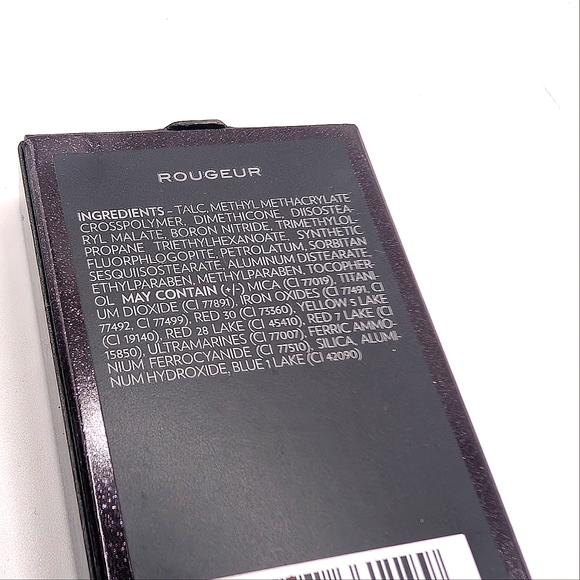 ROUGEUR
INGREDIENTS – TALC, METHYL METHACRYLATE
CROSSPOLYMER, DIMETHICONE, DIISOSTEA-
RYL MALATE, BORON NITRIDE, TRIMETHYLOL-
PROPANE TRIETHYLHEXANOATE, SYNTHETIC
FLUORPHLOGOPITE, PETROLATUM, SORBITAN
SESQUIISOSTEARATE, ALUMINUM DISTEARATE,
ETHYLPARABEN, METHYLPARABEN, TOCOPHER-
OL MAY CONTAIN (+/-) MICA (CI 77019), TITANI-
UM DIOXIDE (CI 77891), IRON OXIDES (CI 77491, CI
77492, CI 77499), RED 30 (CI 73360), YELLOW 5 LAKE
(CI 19140), RED 28 LAKE (CI 45410), RED 7 LAKE (CI
15850), ULTRAMARINES (CI 77007), FERRIC AMMO-
NIUM FERROCYANIDE (CI 77510), SILICA, ALUMI-
NUM HYDROXIDE, BLUE 1 LAKE (CI 42090)